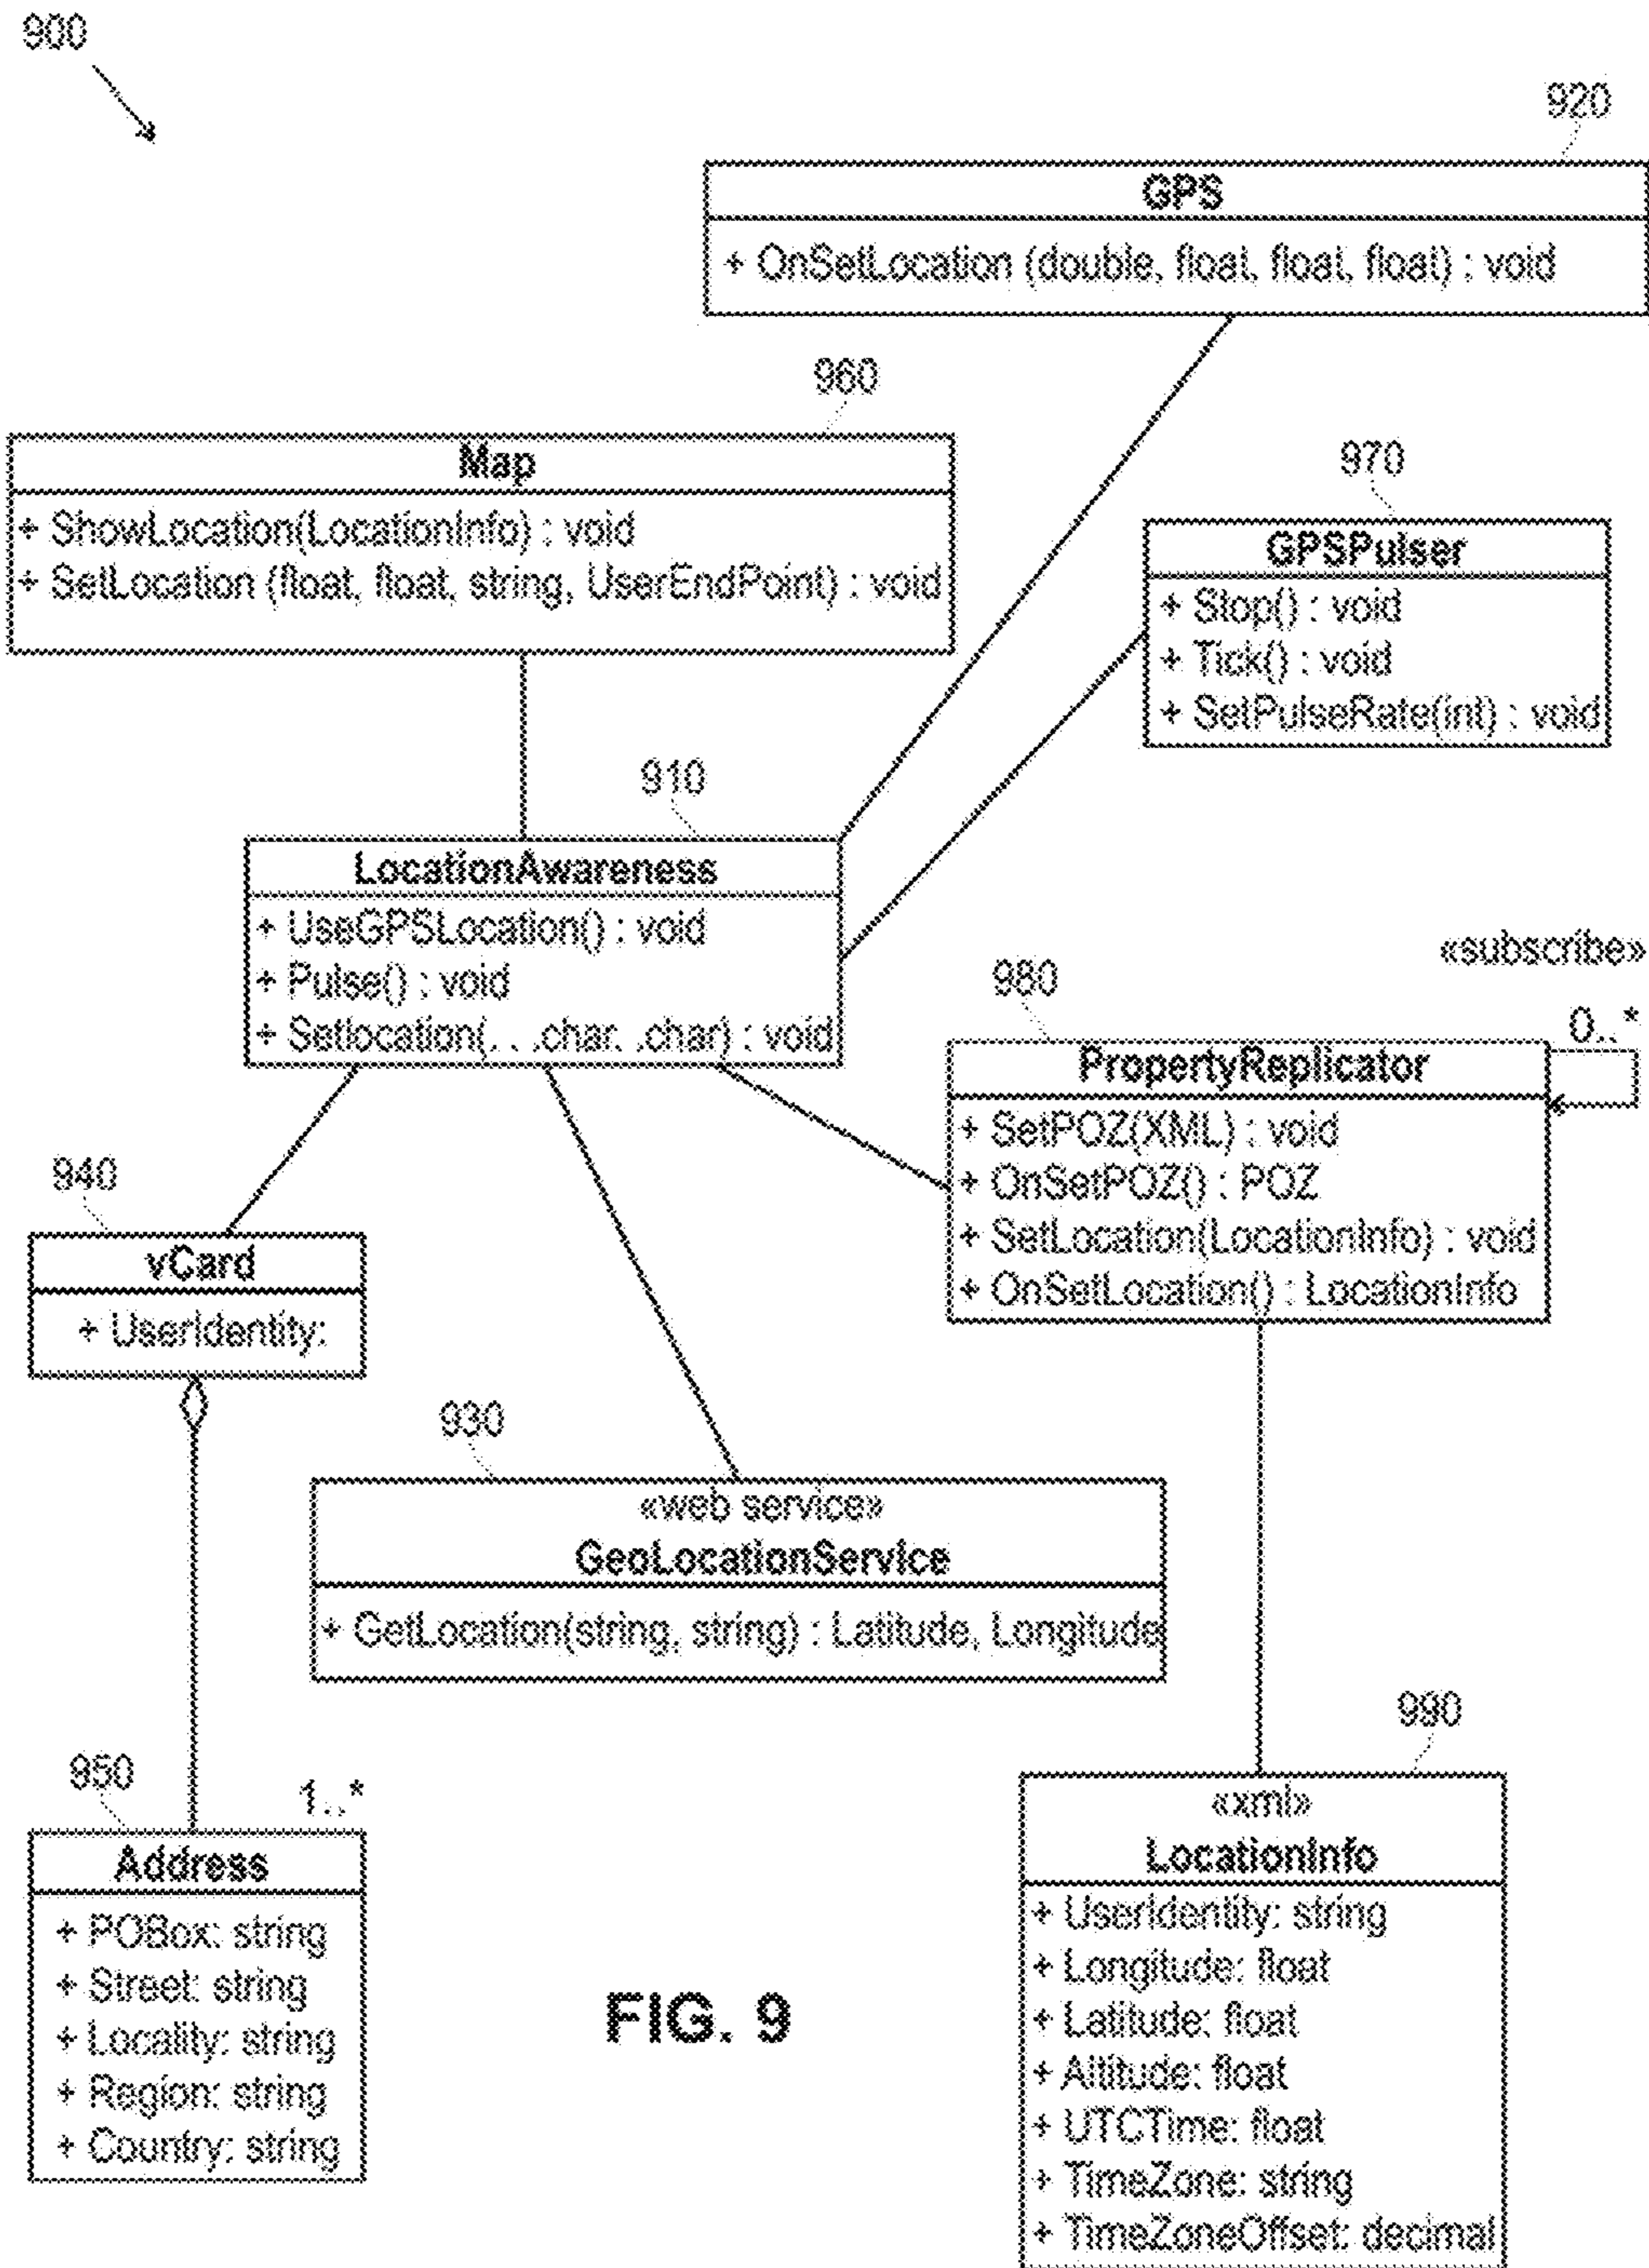 900
920
GPS
+ OnSetLocation (double, float, float, float) : void
960
Map
+ ShowLocation(LocationInfo) : void
+ SetLocation (float, float, string, UserEndPoint) : void
970
GPSPulser
+ Stop() : void
+ Tick() : void
+ SetPulseRate(int) : void
910
LocationAwareness
+ UseGPSLocation() : void
+ Pulse() : void
+ Setlocation(. . .char. .char) : void
«subscribe»
0..*
980
PropertyReplicator
+ SetPOZ(XML) : void
+ OnSetPOZ() : POZ
+ SetLocation(LocationInfo) : void
+ OnSetLocation() : LocationInfo
940
vCard
+ UserIdentity:
930
«web service»
GeoLocationService
+ GetLocation(string, string) : Latitude, Longitude
950
1..*
Address
+ POBox: string
+ Street: string
+ Locality: string
+ Region: string
+ Country: string
990
«xml»
LocationInfo
+ UserIdentity: string
+ Longitude: float
+ Latitude: float
+ Altitude: float
+ UTCTime: float
+ TimeZone: string
+ TimeZoneOffset: decimal
FIG. 9